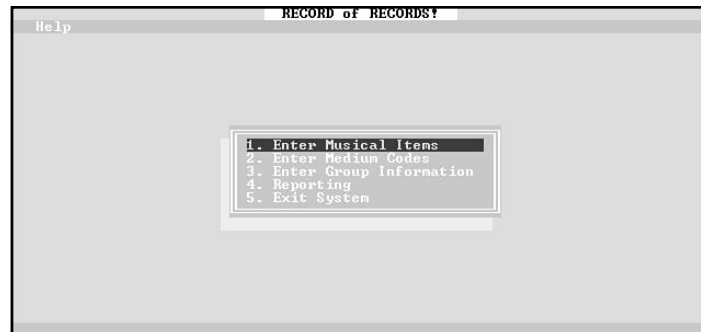 RECORD of RECORDS!
Help
1. Enter Musical Items
2. Enter Medium Codes
3. Enter Group Information
4. Reporting
5. Exit System